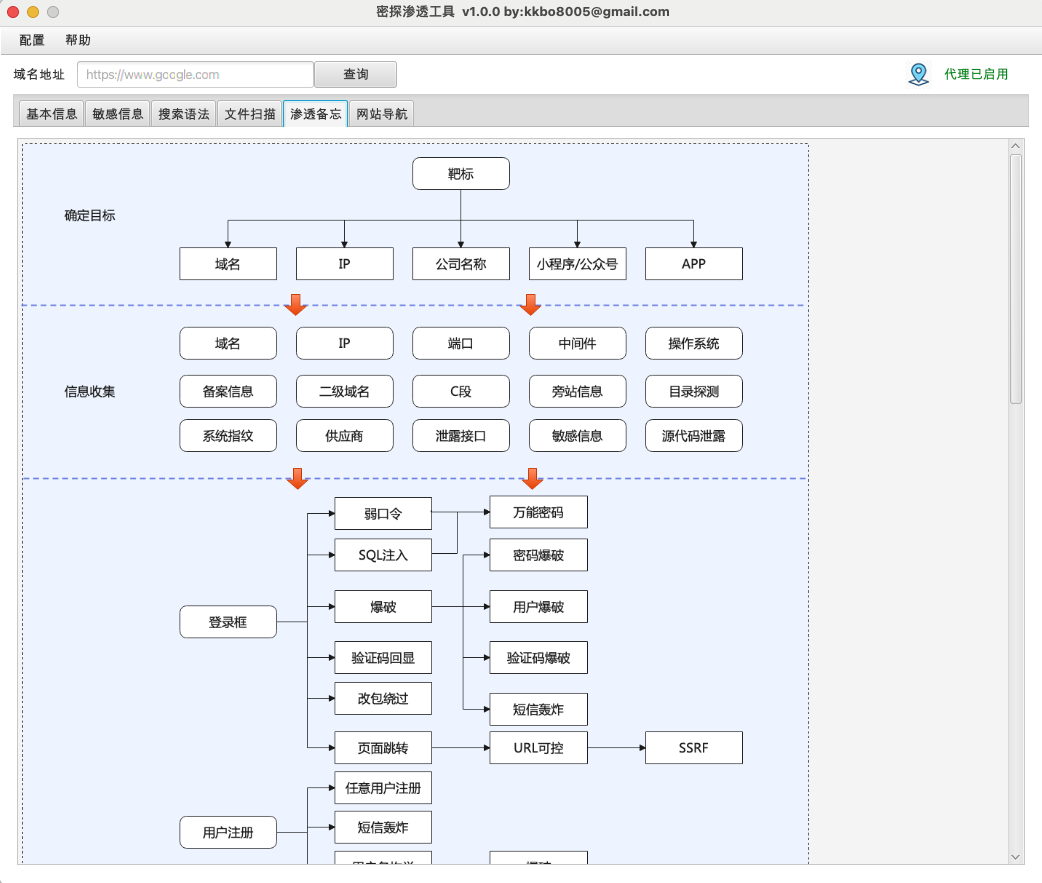 密探渗透工具 v1.0.0 by:kkbo8005@gmail.com
配置 帮助
域名地址 https://www.gccgle.com 查询 代理已启用
基本信息 敏感信息 搜索语法 文件扫描 渗透备忘 网站导航
靶标
确定目标
域名 IP 公司名称 小程序/公众号 APP
域名 IP 端口 中间件 操作系统
信息收集 备案信息 二级域名 C段 旁站信息 目录探测
系统指纹 供应商 泄露接口 敏感信息 源代码泄露
弱口令 万能密码
SQL注入 密码爆破
爆破 用户爆破
登录框
验证码回显 验证码爆破
改包绕过 短信轰炸
页面跳转 URL可控 SSRF
任意用户注册
用户注册 短信轰炸